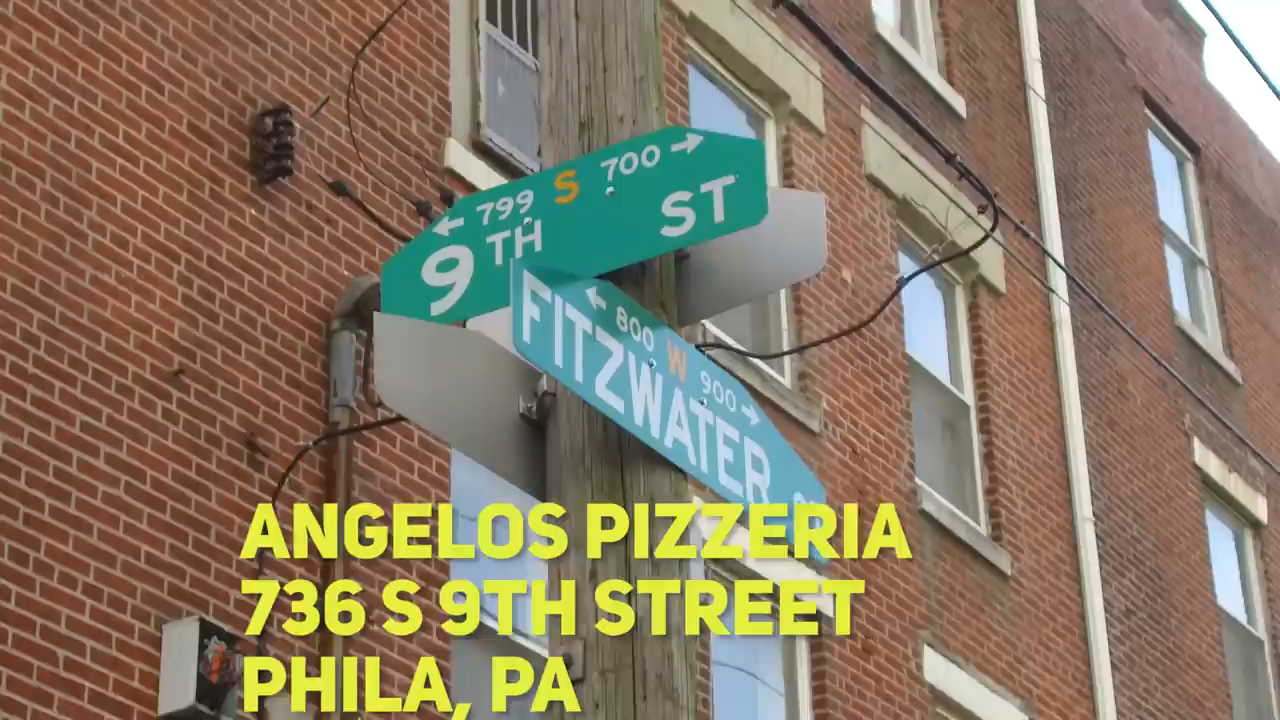 ← 799 S 700 →
9TH ST
← 800 W 900 →
FITZWATER
ANGELOS PIZZERIA
736 S 9TH STREET
PHILA, PA